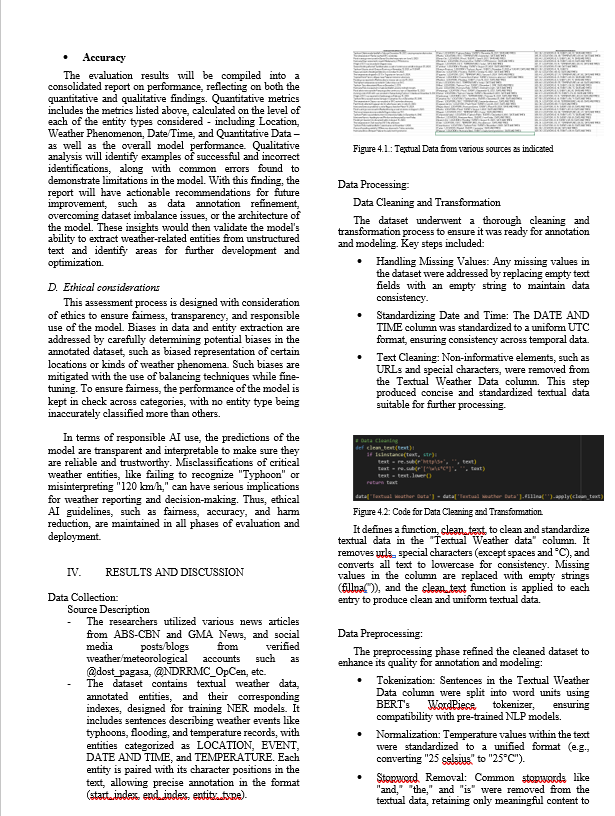 • Accuracy
The evaluation results will be compiled into a
consolidated report on performance, reflecting on both the
quantitative and qualitative findings. Quantitative metrics
includes the metrics listed above, calculated on the level of
each of the entity types considered - including Location,
Weather Phenomenon, Date/Time, and Quantitative Data –
as well as the overall model performance. Qualitative
analysis will identify examples of successful and incorrect
identifications, along with common errors found to
demonstrate limitations in the model. With this finding, the
report will have actionable recommendations for future
improvement, such as data annotation refinement,
overcoming dataset imbalance issues, or the architecture of
the model. These insights would then validate the model's
ability to extract weather-related entities from unstructured
text and identify areas for further development and
optimization.
D. Ethical considerations
This assessment process is designed with consideration
of ethics to ensure fairness, transparency, and responsible
use of the model. Biases in data and entity extraction are
addressed by carefully determining potential biases in the
annotated dataset, such as biased representation of certain
locations or kinds of weather phenomena. Such biases are
mitigated with the use of balancing techniques while fine-
tuning. To ensure fairness, the performance of the model is
kept in check across categories, with no entity type being
inaccurately classified more than others.
In terms of responsible AI use, the predictions of the
model are transparent and interpretable to make sure they
are reliable and trustworthy. Misclassifications of critical
weather entities, like failing to recognize "Typhoon" or
misinterpreting "120 km/h," can have serious implications
for weather reporting and decision-making. Thus, ethical
AI guidelines, such as fairness, accuracy, and harm
reduction, are maintained in all phases of evaluation and
deployment.
IV. RESULTS AND DISCUSSION
Data Collection:
Source Description
- The researchers utilized various news articles
from ABS-CBN and GMA News, and social
media posts/blogs from verified
weather/meteorological accounts such as
@dost_pagasa, @NDRRMC_OpCen, etc.
- The dataset contains textual weather data,
annotated entities, and their corresponding
indexes, designed for training NER models. It
includes sentences describing weather events like
typhoons, flooding, and temperature records, with
entities categorized as LOCATION, EVENT,
DATE AND TIME, and TEMPERATURE. Each
entity is paired with its character positions in the
text, allowing precise annotation in the format
(start_index, end_index, entity_type).
Figure 4.1.: Textual Data from various sources as indicated
Data Processing:
Data Cleaning and Transformation
The dataset underwent a thorough cleaning and
transformation process to ensure it was ready for annotation
and modeling. Key steps included:
• Handling Missing Values: Any missing values in
the dataset were addressed by replacing empty text
fields with an empty string to maintain data
consistency.
• Standardizing Date and Time: The DATE AND
TIME column was standardized to a uniform UTC
format, ensuring consistency across temporal data.
• Text Cleaning: Non-informative elements, such as
URLs and special characters, were removed from
the Textual Weather Data column. This step
produced concise and standardized textual data
suitable for further processing.
# Data Cleaning
def clean_text(text):
if isinstance(text, str):
text = re.sub(r'http\S+', '', text)
text = re.sub(r'[^\w\s°C]', '', text)
text = text.lower()
return text
data['Textual Weather Data'] = data['Textual Weather Data'].fillna('').apply(clean_text)
Figure 4.2: Code for Data Cleaning and Transformation.
It defines a function, clean_text, to clean and standardize
textual data in the "Textual Weather data" column. It
removes urls, special characters (except spaces and °C), and
converts all text to lowercase for consistency. Missing
values in the column are replaced with empty strings
(fillna('')), and the clean_text function is applied to each
entry to produce clean and uniform textual data.
Data Preprocessing:
The preprocessing phase refined the cleaned dataset to
enhance its quality for annotation and modeling:
• Tokenization: Sentences in the Textual Weather
Data column were split into word units using
BERT's WordPiece tokenizer, ensuring
compatibility with pre-trained NLP models.
• Normalization: Temperature values within the text
were standardized to a unified format (e.g.,
converting "25 celsius" to "25°C").
• Stopword Removal: Common stopwords like
"and," "the," and "is" were removed from the
textual data, retaining only meaningful content to